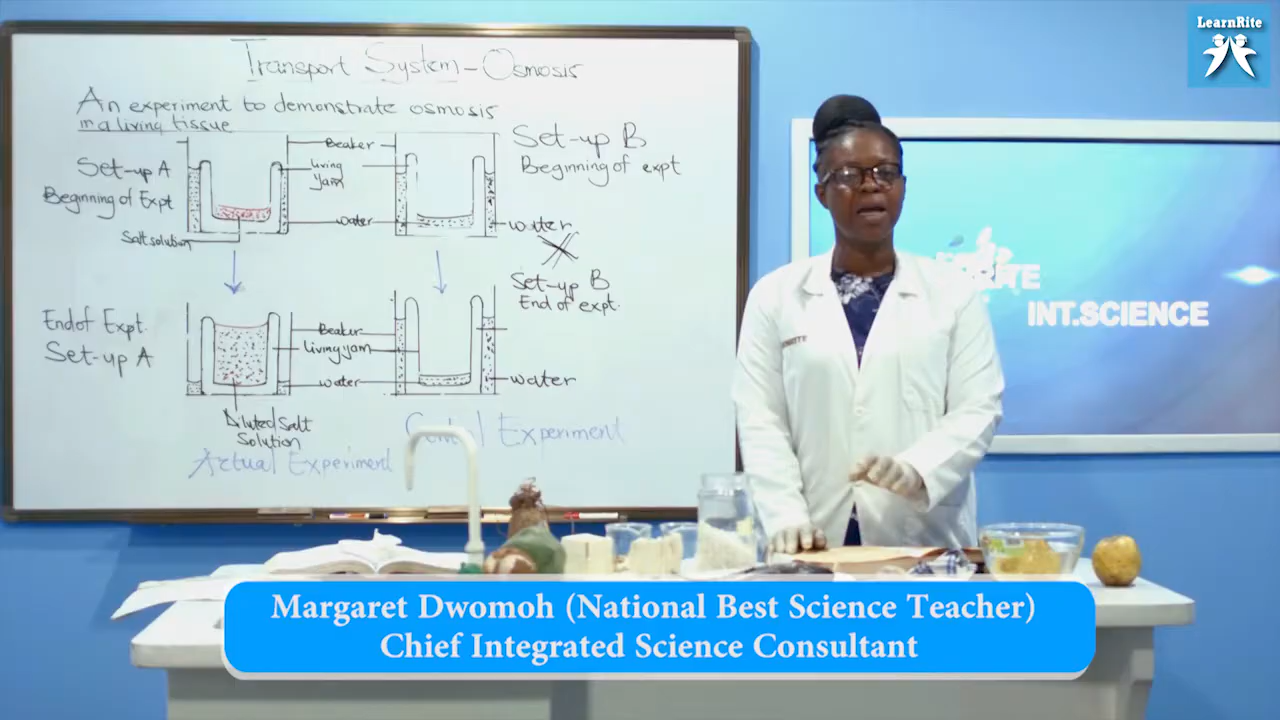 LearnRite
Transport System - Osmosis
An experiment to demonstrate osmosis
in a living tissue
Set-up A
Beginning of Expt
Salt solution
Beaker
living
yam
water
Set-up B
Beginning of expt
water
Set-up B
End of expt.
End of Expt.
Set-up A
Beaker
living yam
water
water
Diluted Salt
Solution
Actual Experiment
Experiment
INT.SCIENCE
Margaret Dwomoh (National Best Science Teacher)
Chief Integrated Science Consultant